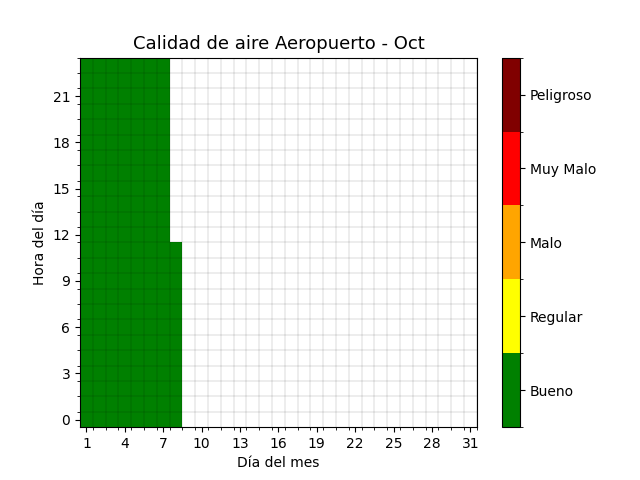 Calidad de aire Aeropuerto - Oct
Hora del día
21
18
15
12
9
6
3
0
1 4 7 10 13 16 19 22 25 28 31
Día del mes
Peligroso
Muy Malo
Malo
Regular
Bueno